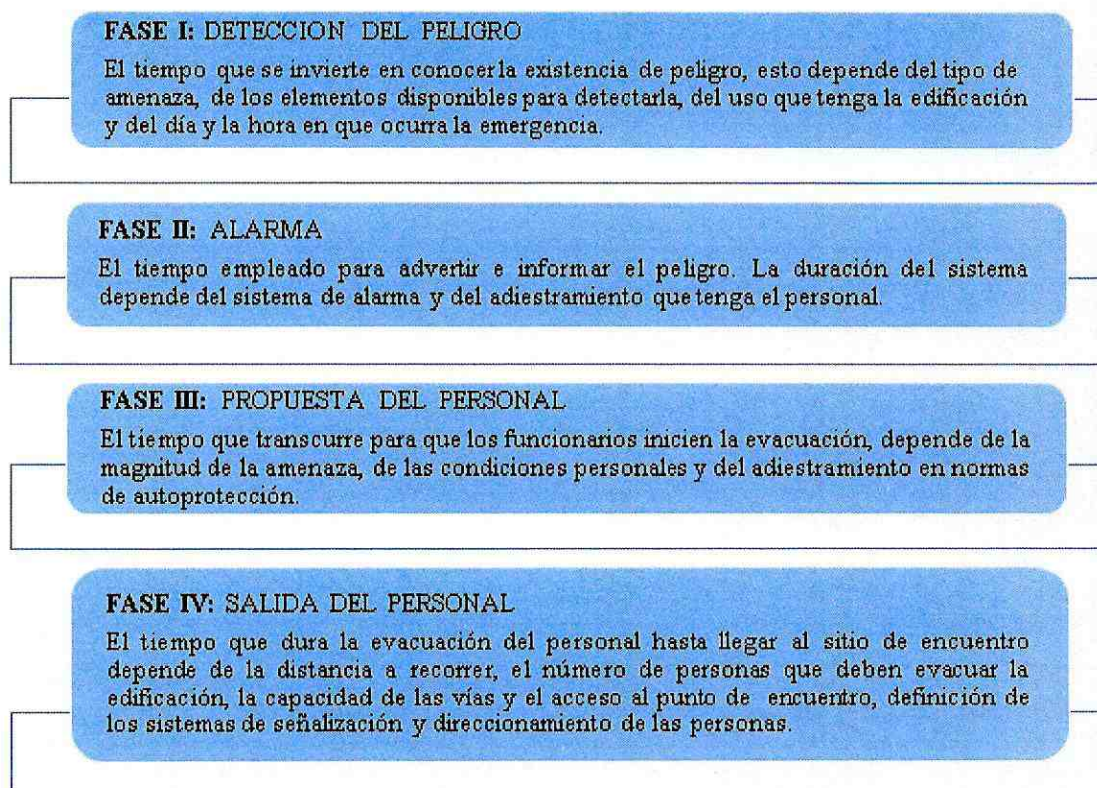 FASE I: DETECCION DEL PELIGRO
El tiempo que se invierte en conocer la existencia de peligro, esto depende del tipo de
amenaza, de los elementos disponibles para detectarla, del uso que tenga la edificación
y del día y la hora en que ocurra la emergencia.
FASE II: ALARMA
El tiempo empleado para advertir e informar el peligro. La duración del sistema
depende del sistema de alarma y del adiestramiento que tenga el personal.
FASE III: PROPUESTA DEL PERSONAL
El tiempo que transcurre para que los funcionarios inicien la evacuación, depende de la
magnitud de la amenaza, de las condiciones personales y del adiestramiento en normas
de autoprotección.
FASE IV: SALIDA DEL PERSONAL
El tiempo que dura la evacuación del personal hasta llegar al sitio de encuentro
depende de la distancia a recorrer, el número de personas que deben evacuar la
edificación, la capacidad de las vías y el acceso al punto de encuentro, definición de
los sistemas de señalización y direccionamiento de las personas.